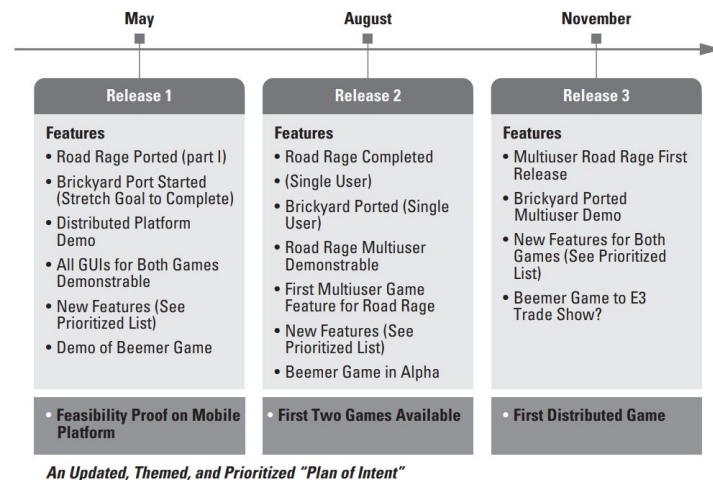 May
August
November
Release 1
Features
• Road Rage Ported (part I)
• Brickyard Port Started
(Stretch Goal to Complete)
• Distributed Platform
Demo
• All GUIs for Both Games
Demonstrable
• New Features (See
Prioritized List)
• Demo of Beemer Game
• Feasibility Proof on Mobile
Platform
Release 2
Features
• Road Rage Completed
• (Single User)
• Brickyard Ported (Single
User)
• Road Rage Multiuser
Demonstrable
• First Multiuser Game
Feature for Road Rage
• New Features (See
Prioritized List)
• Beemer Game in Alpha
• First Two Games Available
Release 3
Features
• Multiuser Road Rage First
Release
• Brickyard Ported
Multiuser Demo
• New Features for Both
Games (See Prioritized
List)
• Beemer Game to E3
Trade Show?
• First Distributed Game
An Updated, Themed, and Prioritized “Plan of Intent”